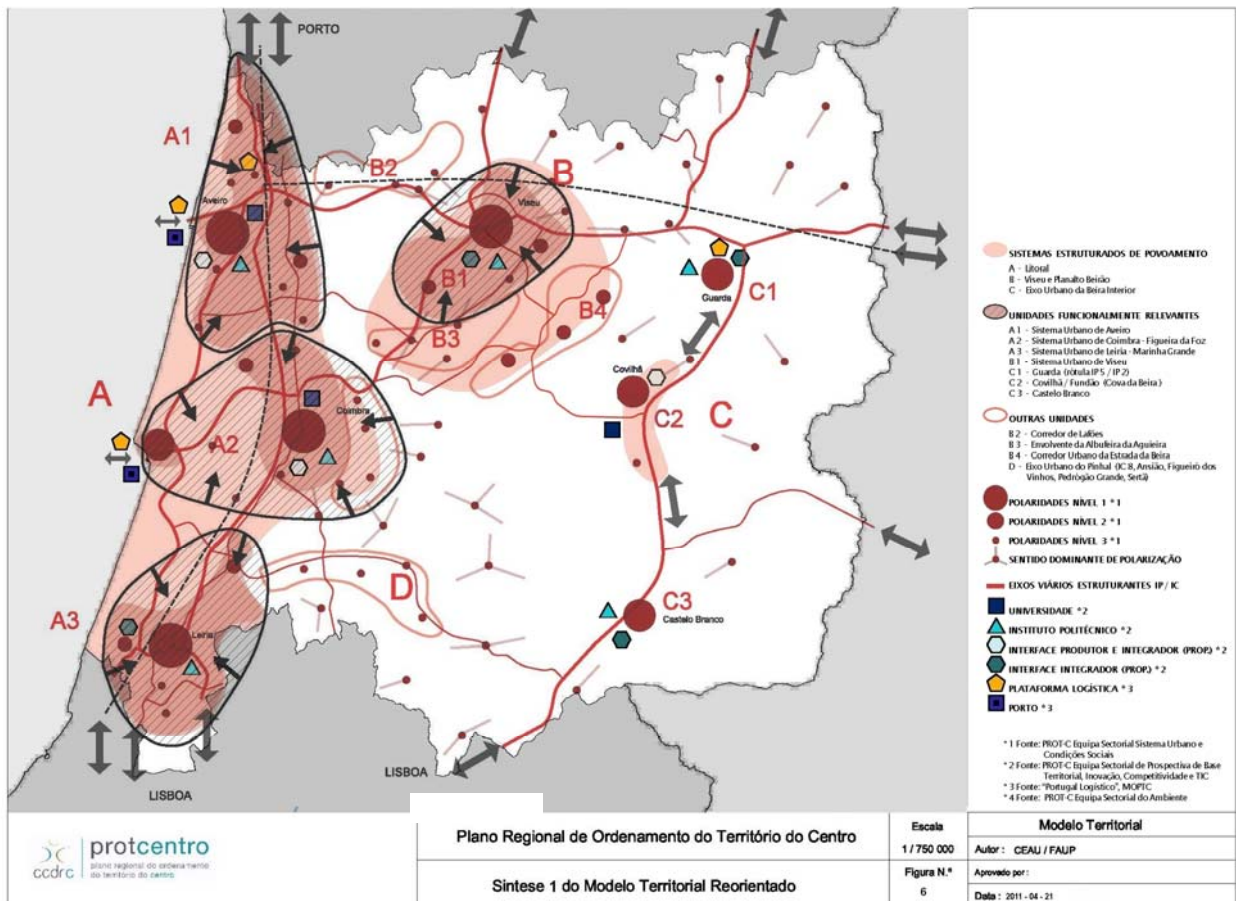 PORTO
A1
B2
B
Aveiro
Viseu
B1
B4
B3
Guarda
C1
Covilhã
C2
C
A
A2
Coimbra
D
A3
Leiria
C3
Castelo Branco
LISBOA
LISBOA
SISTEMAS ESTRUTURADOS DE POVOAMENTO
A - Litoral
B - Viseu e Planalto Beirão
C - Eixo Urbano da Beira Interior
UNIDADES FUNCIONALMENTE RELEVANTES
A 1 - Sistema Urbano de Aveiro
A 2 - Sistema Urbano de Coimbra - Figueira da Foz
A 3 - Sistema Urbano de Leiria - Marinha Grande
B 1 - Sistema Urbano de Viseu
C 1 - Guarda (rótula IP 5 / IP 2)
C 2 - Covilhã / Fundão (Cova da Beira)
C 3 - Castelo Branco
OUTRAS UNIDADES
B 2 - Corredor de Lafões
B 3 - Envolvente da Albufeira da Aguieira
B 4 - Corredor Urbano da Estrada da Beira
D - Eixo Urbano do Pinhal (IC 8, Ansião, Figueiró dos
Vinhos, Pedrógão Grande, Sertã)
POLARIDADES NÍVEL 1 * 1
POLARIDADES NÍVEL 2 * 1
POLARIDADES NÍVEL 3 * 1
SENTIDO DOMINANTE DE POLARIZAÇÃO
EIXOS VIÁRIOS ESTRUTURANTES IP / IC
UNIVERSIDADE * 2
INSTITUTO POLITÉCNICO * 2
INTERFACE PRODUTOR E INTEGRADOR (PROP.) * 2
INTERFACE INTEGRADOR (PROP.) * 2
PLATAFORMA LOGÍSTICA * 3
PORTO * 3
* 1 Fonte: PROT-C Equipa Sectorial Sistema Urbano e
Condições Sociais
* 2 Fonte: PROT-C Equipa Sectorial de Prospectiva de Base
Territorial, Inovação, Competitividade e TIC
* 3 Fonte: "Portugal Logístico", MOPTC
* 4 Fonte: PROT-C Equipa Sectorial do Ambiente
ccdrc
protcentro
plano regional do ordenamento
do território do centro
Plano Regional de Ordenamento do Território do Centro
Sintese 1 do Modelo Territorial Reorientado
Escala
1 / 750 000
Figura N.º
6
Modelo Territorial
Autor : CEAU / FAUP
Aprovado por :
Data : 2011 - 04 - 21